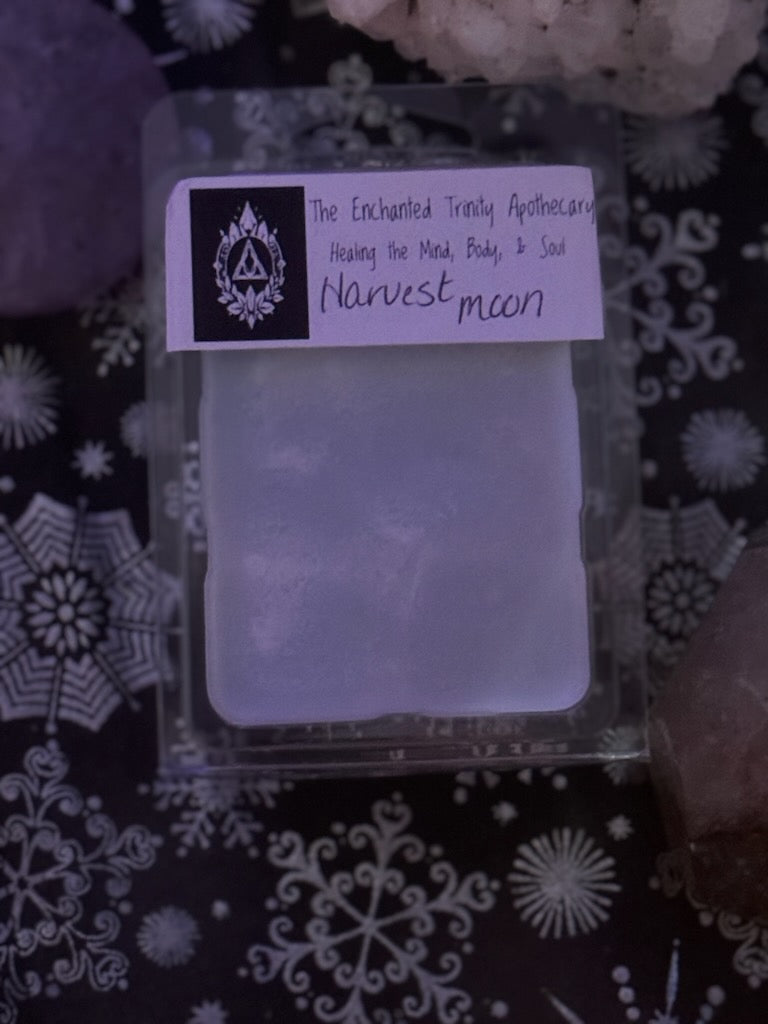 The Enchanted Trinity Apothecary
Healing the Mind, Body, & Soul
Harvest moon